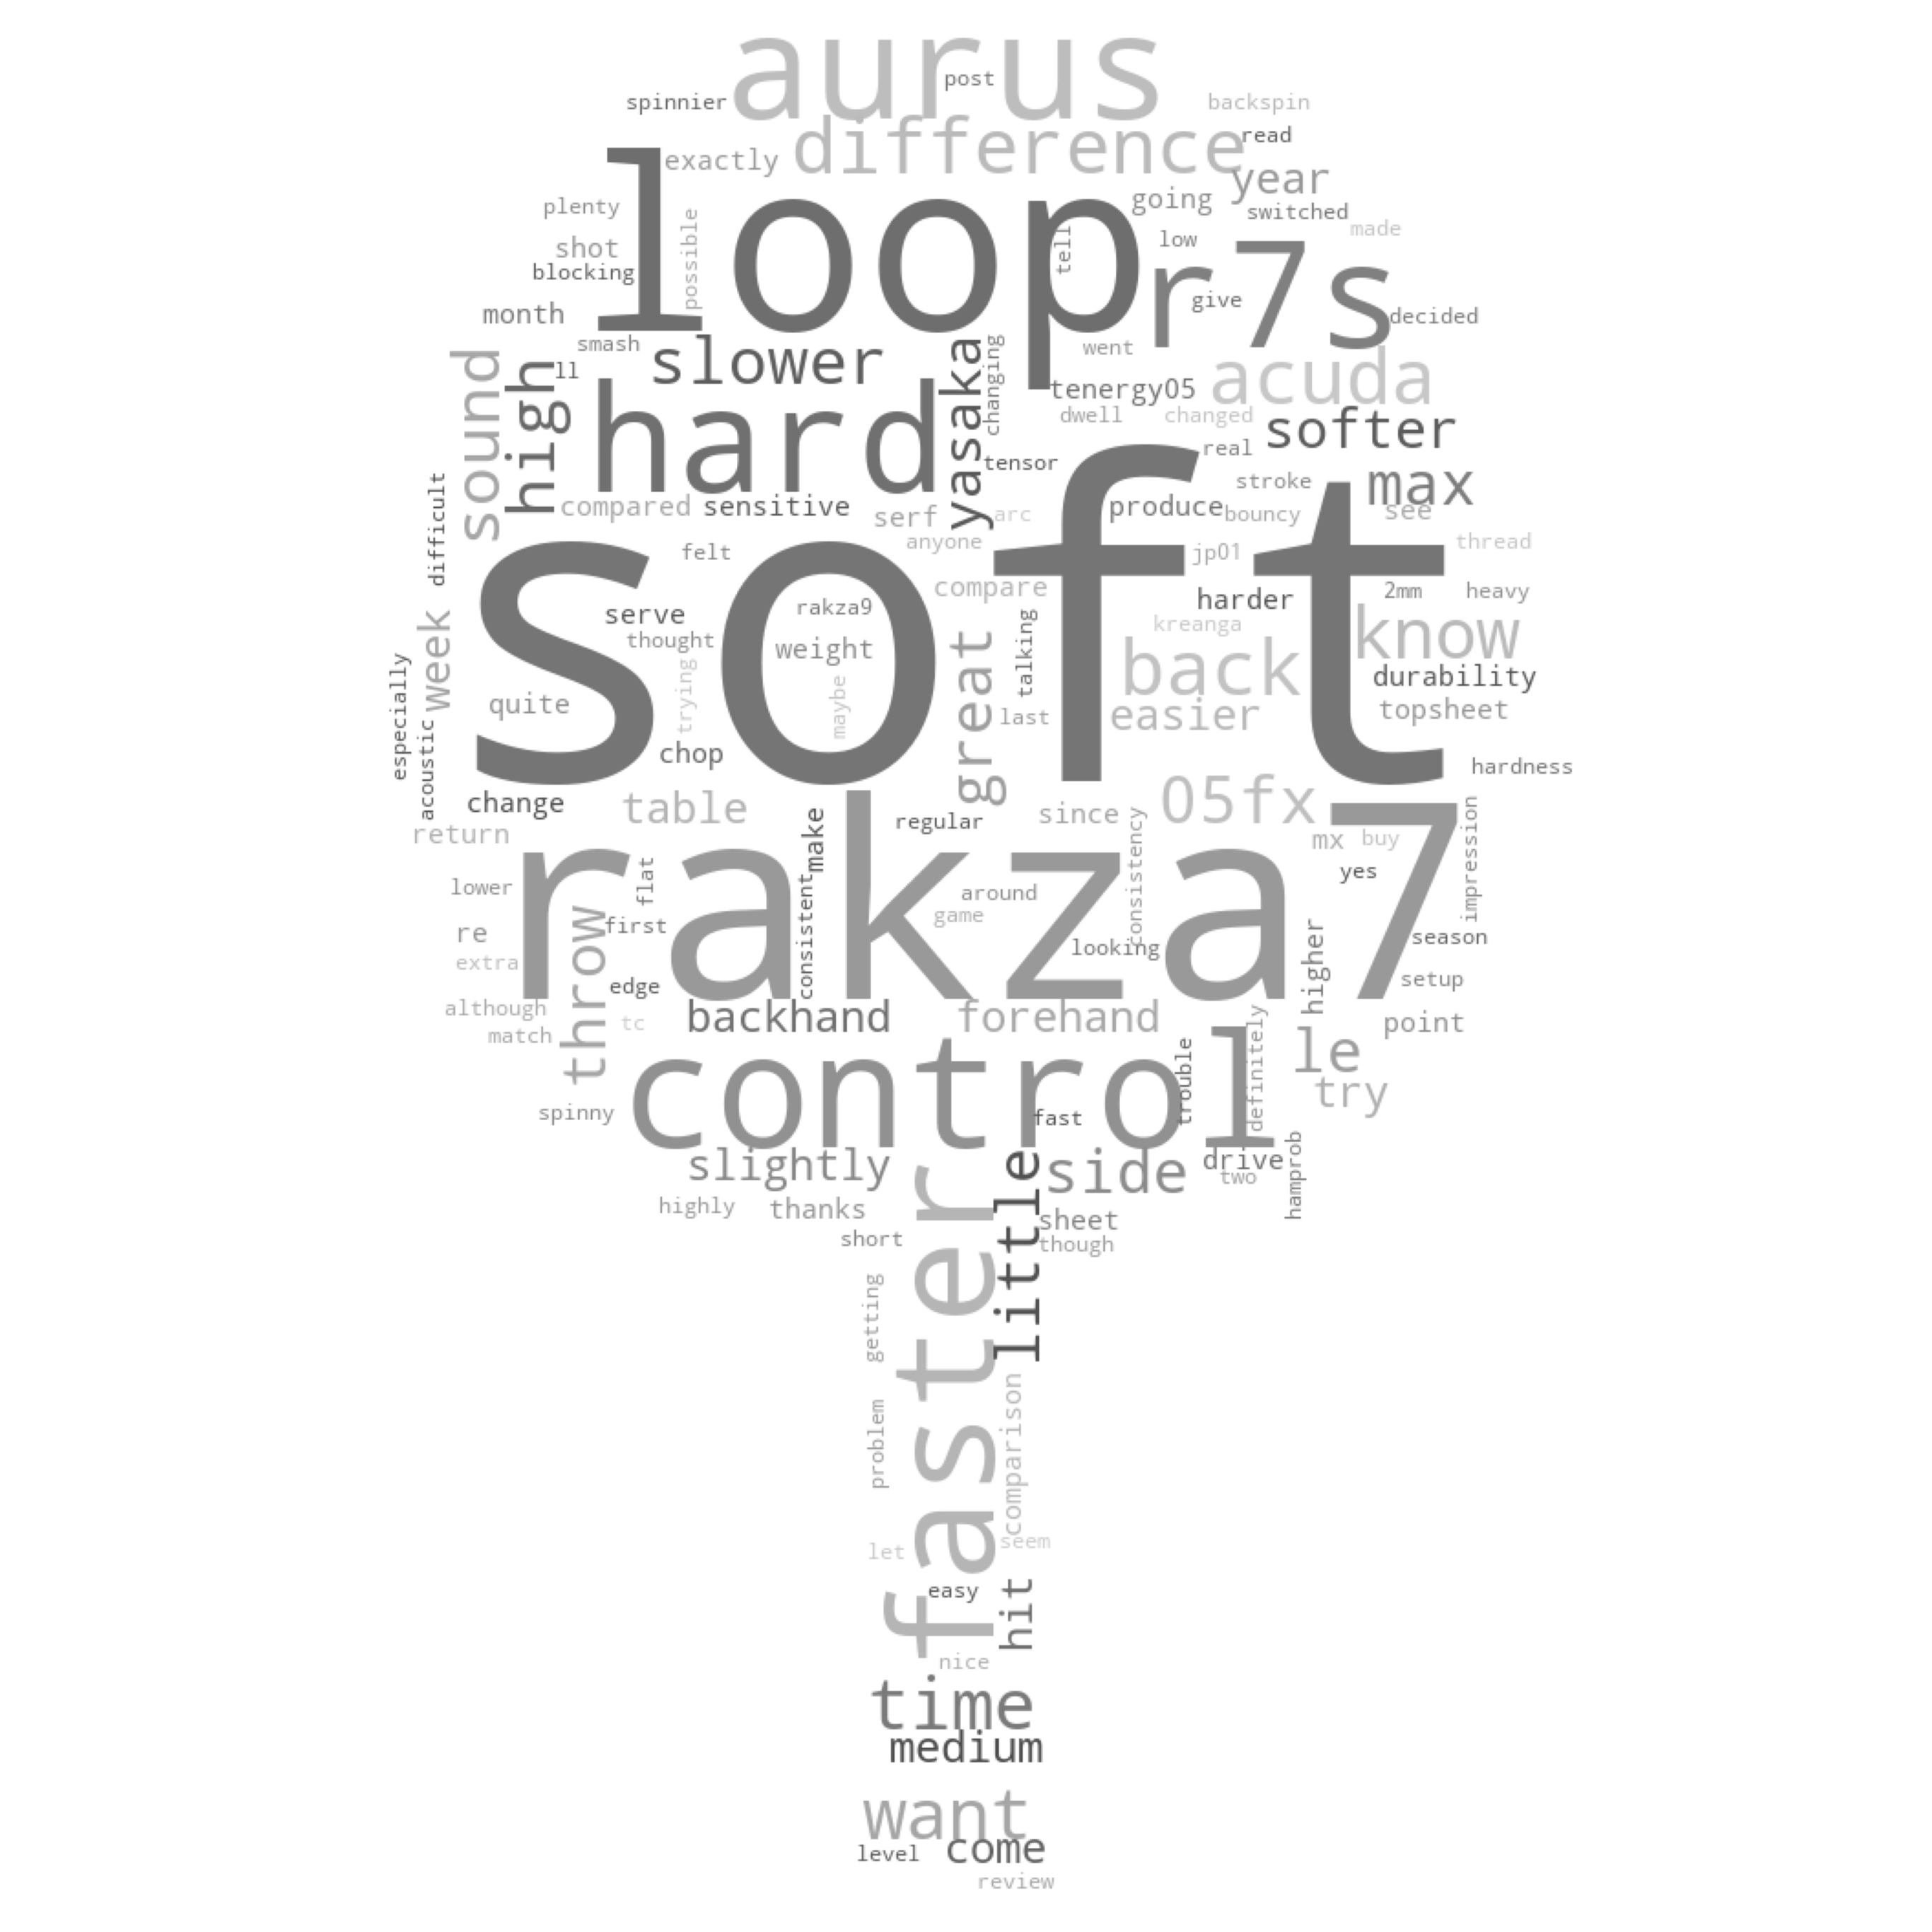 aurus
post
spinnier
backspin
difference
read
exactly
loop
year
going
plenty
switched
possible
tell
low
made
shot
r7s
blocking
give
month
decided
smash
slower
yasaka
changing
went
sound
high
ll
hard
tenergy05
acuda
dwell
changed
softer
real
tensor
max
difficult
compared
sensitive
serf
arc
produce
stroke
bouncy
see
soft
felt
anyone
jp01
thread
compare
2mm
heavy
serve
rakza9
harder
week
thought
weight
great
talking
kreanga
know
especially
trying
maybe
back
durability
quite
last
easier
topsheet
acoustic
chop
hardness
change
table
05fx
return
make
regular
since
consistency
mx
buy
impression
rakza7
flat
yes
lower
around
throw
consistent
game
re
first
looking
higher
season
extra
edge
setup
although
tc
backhand
forehand
definitely
point
match
control
trouble
le
try
spinny
fast
slightly
faster
little
side
drive
two
hamprob
highly
thanks
sheet
short
though
getting
problem
comparison
let
seem
easy
hit
nice
time
medium
want
level
come
review